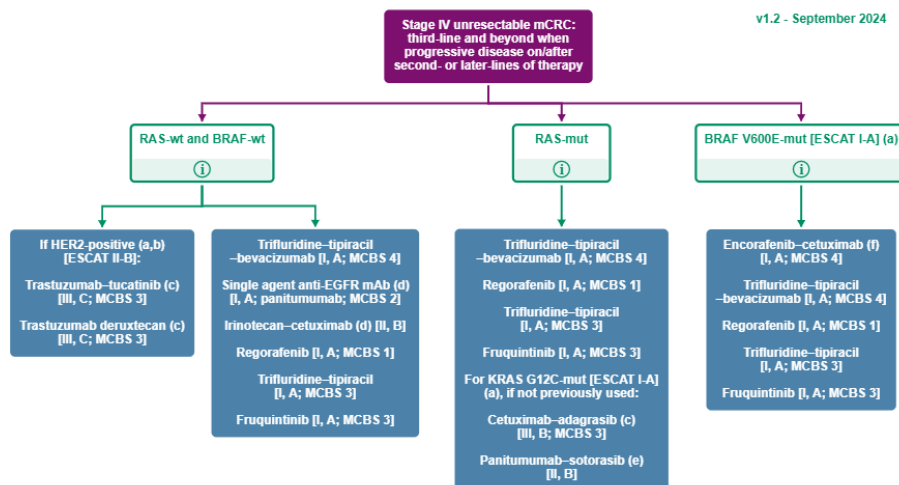 Stage IV unresectable mCRC:
third-line and beyond when
progressive disease on/after
second- or later-lines of therapy
v1.2 - September 2024
RAS-wt and BRAF-wt
i
RAS-mut
i
BRAF V600E-mut [ESCAT I-A] (a)
i
If HER2-positive (a,b)
[ESCAT II-B]:
Trastuzumab–tucatinib (c)
[III, C; MCBS 3]
Trastuzumab deruxtecan (c)
[III, C; MCBS 3]
Trifluridine–tipiracil
–bevacizumab [I, A; MCBS 4]
Single agent anti-EGFR mAb (d)
[I, A; panitumumab; MCBS 2]
Irinotecan–cetuximab (d) [II, B]
Regorafenib [I, A; MCBS 1]
Trifluridine–tipiracil
[I, A; MCBS 3]
Fruquintinib [I, A; MCBS 3]
Trifluridine–tipiracil
–bevacizumab [I, A; MCBS 4]
Regorafenib [I, A; MCBS 1]
Trifluridine–tipiracil
[I, A; MCBS 3]
Fruquintinib [I, A; MCBS 3]
For KRAS G12C-mut [ESCAT I-A]
(a), if not previously used:
Cetuximab–adagrasib (c)
[III, B; MCBS 3]
Panitumumab–sotorasib (e)
[II, B]
Encorafenib–cetuximab (f)
[I, A; MCBS 4]
Trifluridine–tipiracil
–bevacizumab [I, A; MCBS 4]
Regorafenib [I, A; MCBS 1]
Trifluridine–tipiracil
[I, A; MCBS 3]
Fruquintinib [I, A; MCBS 3]